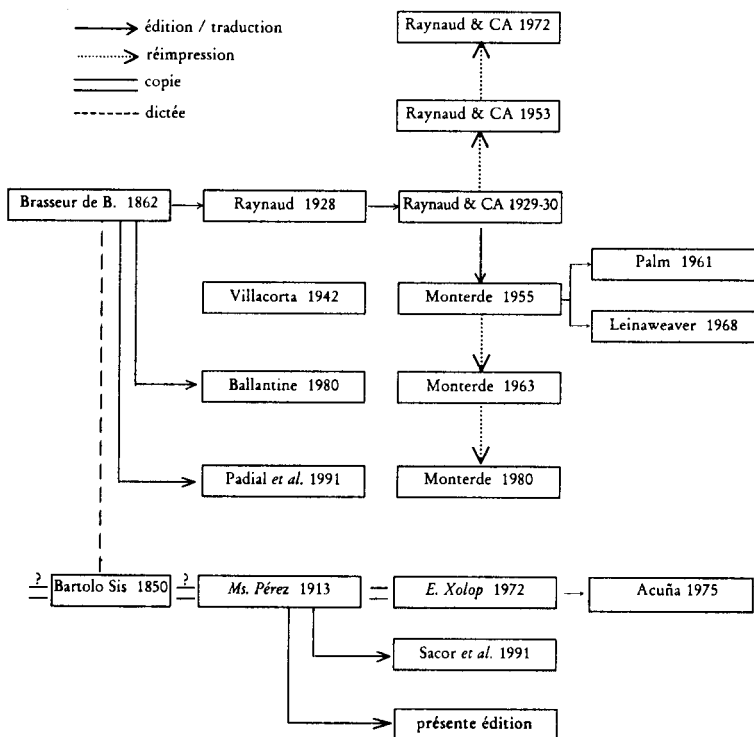 édition / traduction
réimpression
copie
dictée
Raynaud & CA 1972
Raynaud & CA 1953
Brasseur de B. 1862
Raynaud 1928
Raynaud & CA 1929-30
Villacorta 1942
Monterde 1955
Palm 1961
Leinaweaver 1968
Ballantine 1980
Monterde 1963
Padial et al. 1991
Monterde 1980
?
Bartolo Sis 1850
?
Ms. Pérez 1913
E. Xolop 1972
Acuña 1975
Sacor et al. 1991
présente édition